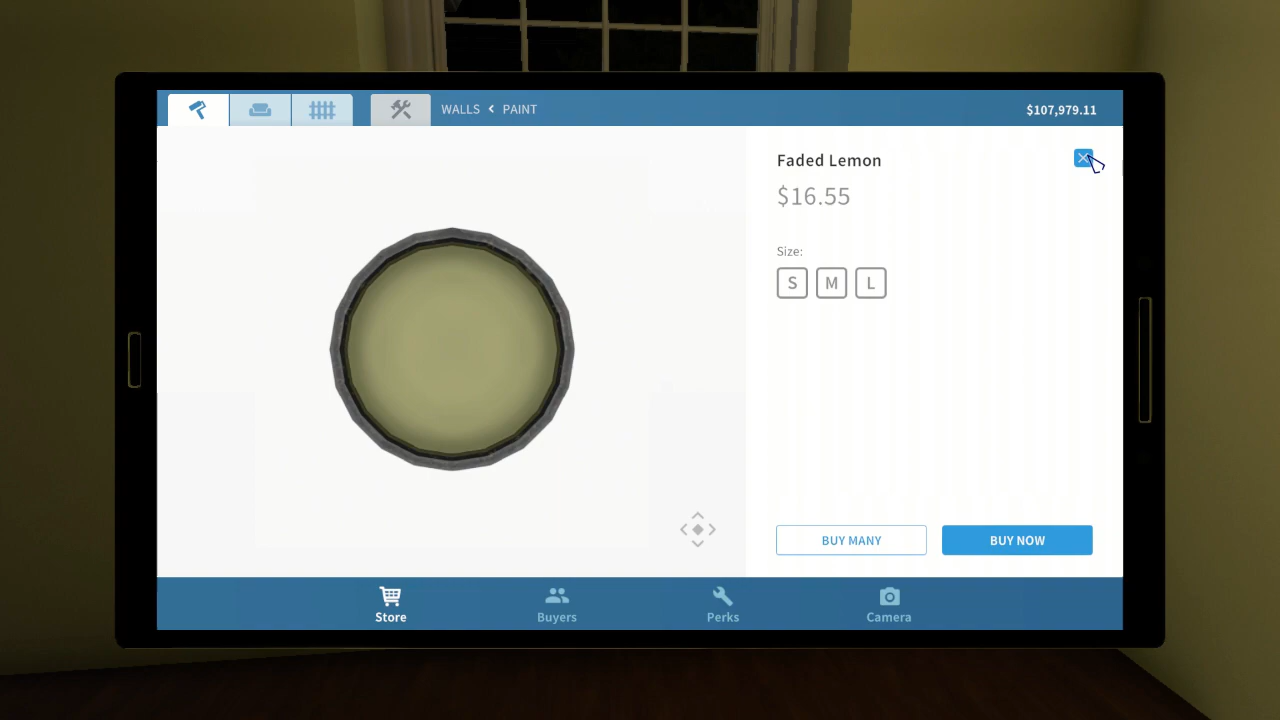 WALLS < PAINT
$107,979.11
Faded Lemon
$16.55
Size:
S M L
BUY MANY
BUY NOW
Store
Buyers
Perks
Camera